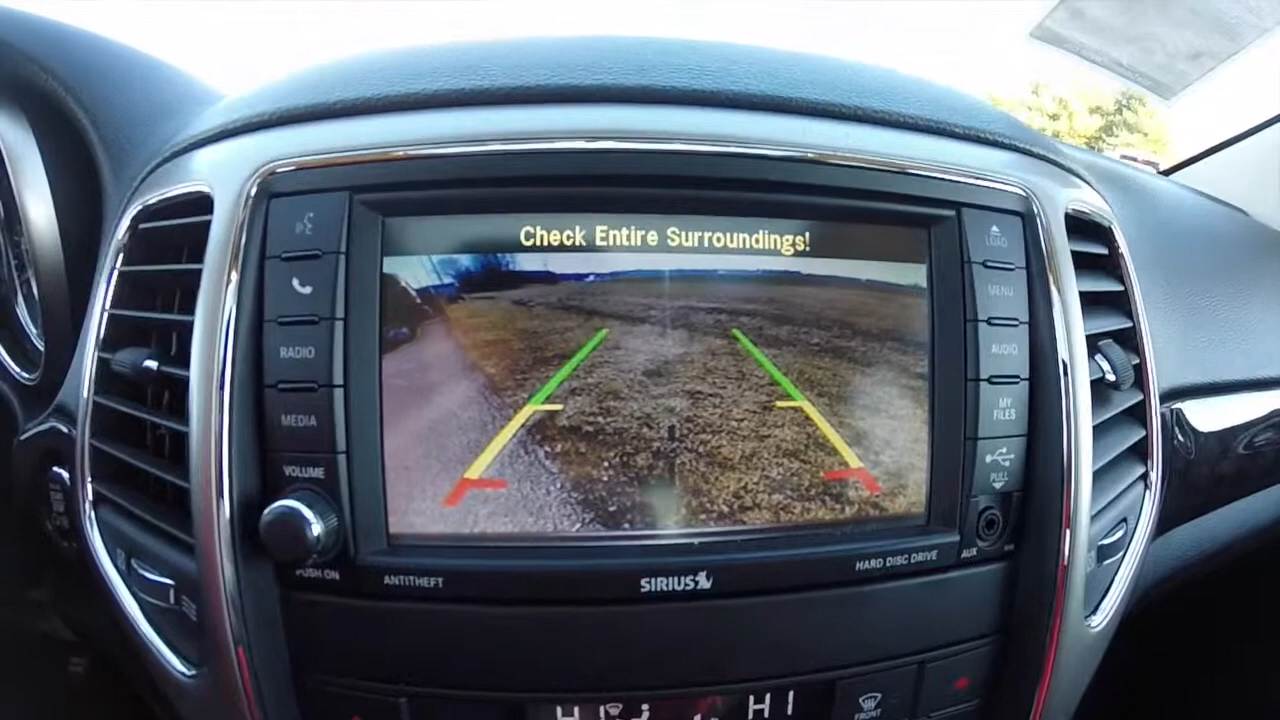 Check Entire Surroundings!
LOAD
MENU
RADIO
AUDIO
MEDIA
MY
FILES
VOLUME
PULL
PUSH ON
ANTITHEFT
SIRIUS
HARD DISC DRIVE
AUX
HI
HI
FRONT